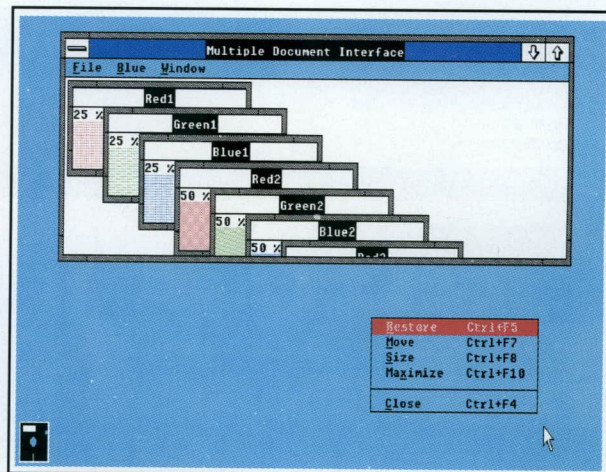 Multiple Document Interface
File Blue Window
Red1
25 %
Green1
25 %
Blue1
25 %
Red2
50 %
Green2
50 %
Blue2
50 %
Restore Ctrl+F5
Move Ctrl+F7
Size Ctrl+F8
Maximize Ctrl+F10
Close Ctrl+F4